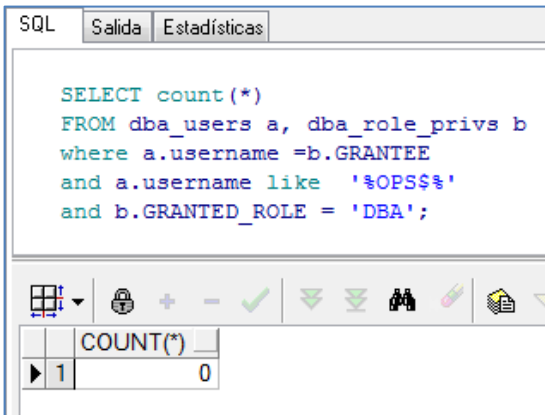 SQL Salida Estadísticas
SELECT count(*)
FROM dba_users a, dba_role_privs b
where a.username =b.GRANTEE
and a.username like '%OPS$%'
and b.GRANTED_ROLE = 'DBA';
COUNT(*)
1 0